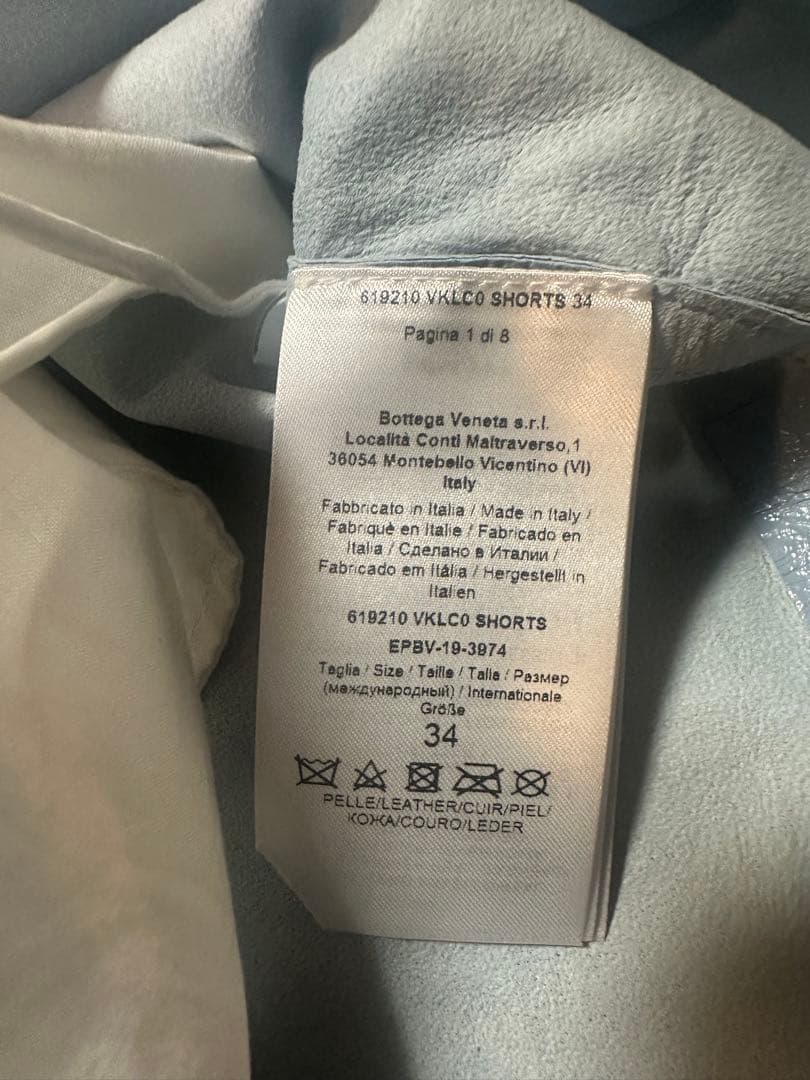 619210 VKLC0 SHORTS 34
Pagina 1 di 8
Bottega Veneta s.r.l.
Località Conti Maltraverso,1
36054 Montebello Vicentino (VI)
Italy
Fabbricato in Italia / Made in Italy /
Fabriquè en Italie / Fabricado en
Italia / Сделано в Италии /
Fabricado em Itália / Hergestellt in
Italien
619210 VKLC0 SHORTS
EPBV-19-3974
Taglia / Size / Taille / Talla / Размер
(международный) / Internationale
Größe
34
PELLE/LEATHER/CUIR/PIEL/
КОЖА/COURO/LEDER